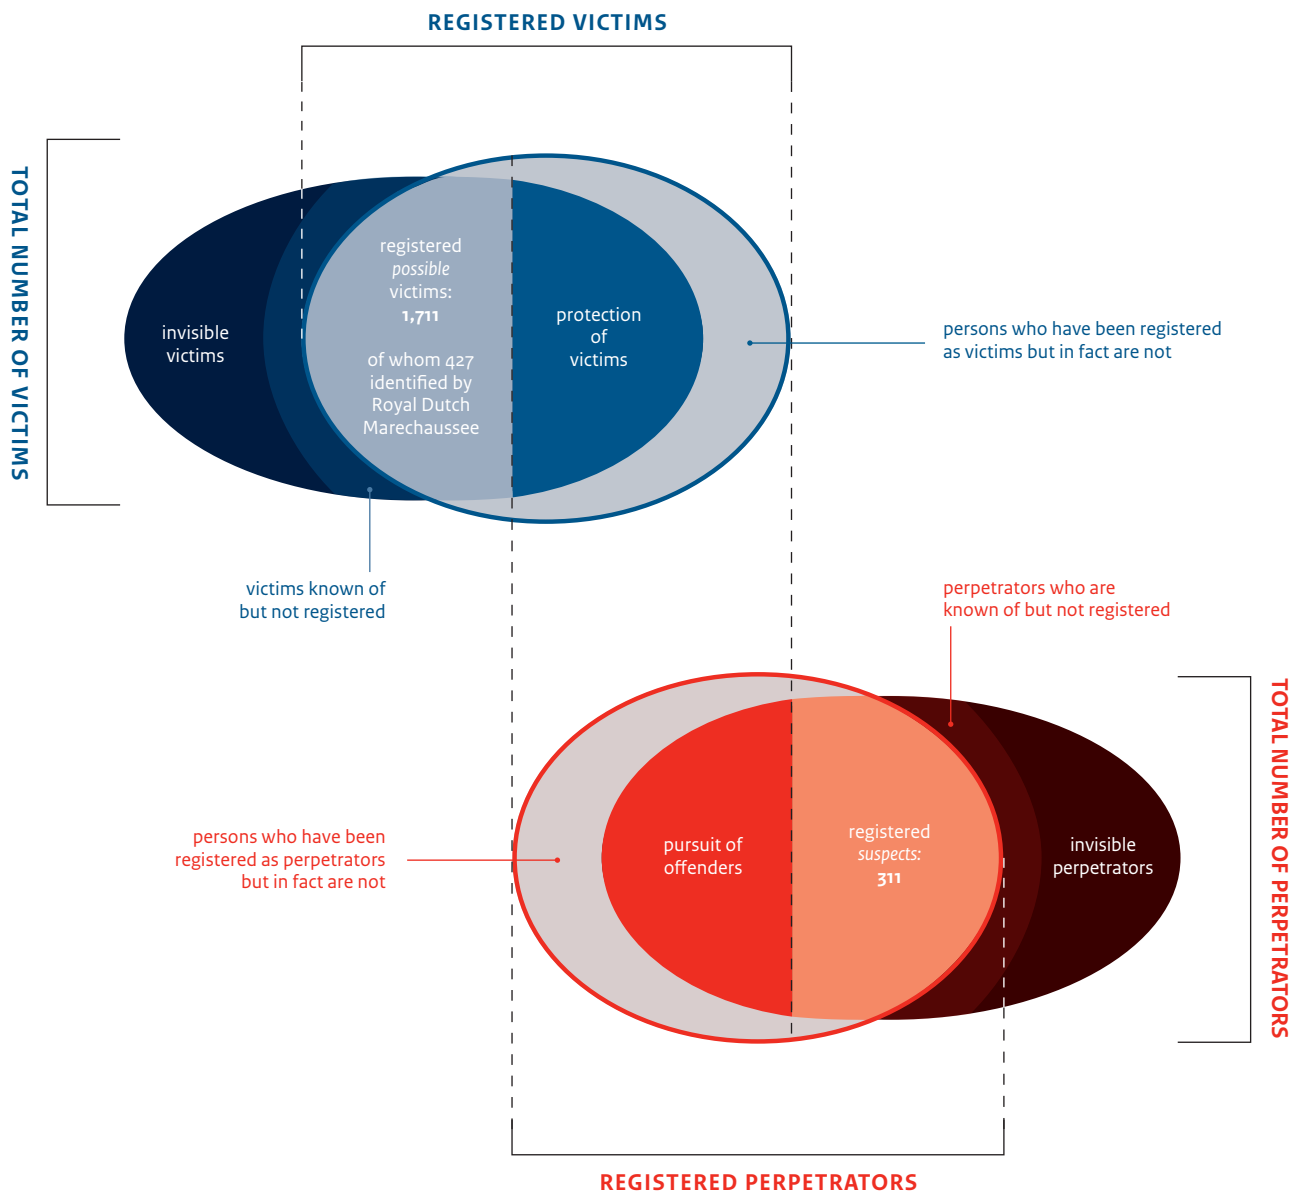 REGISTERED VICTIMS
TOTAL NUMBER OF VICTIMS
registered
possible
victims:
1,711
of whom 427
identified by
Royal Dutch
Marechaussee
invisible
victims
protection
of
victims
persons who have been registered
as victims but in fact are not
victims known of
but not registered
perpetrators who are
known of but not registered
TOTAL NUMBER OF PERPETRATORS
persons who have been
registered as perpetrators
but in fact are not
pursuit of
offenders
registered
suspects:
311
invisible
perpetrators
REGISTERED PERPETRATORS